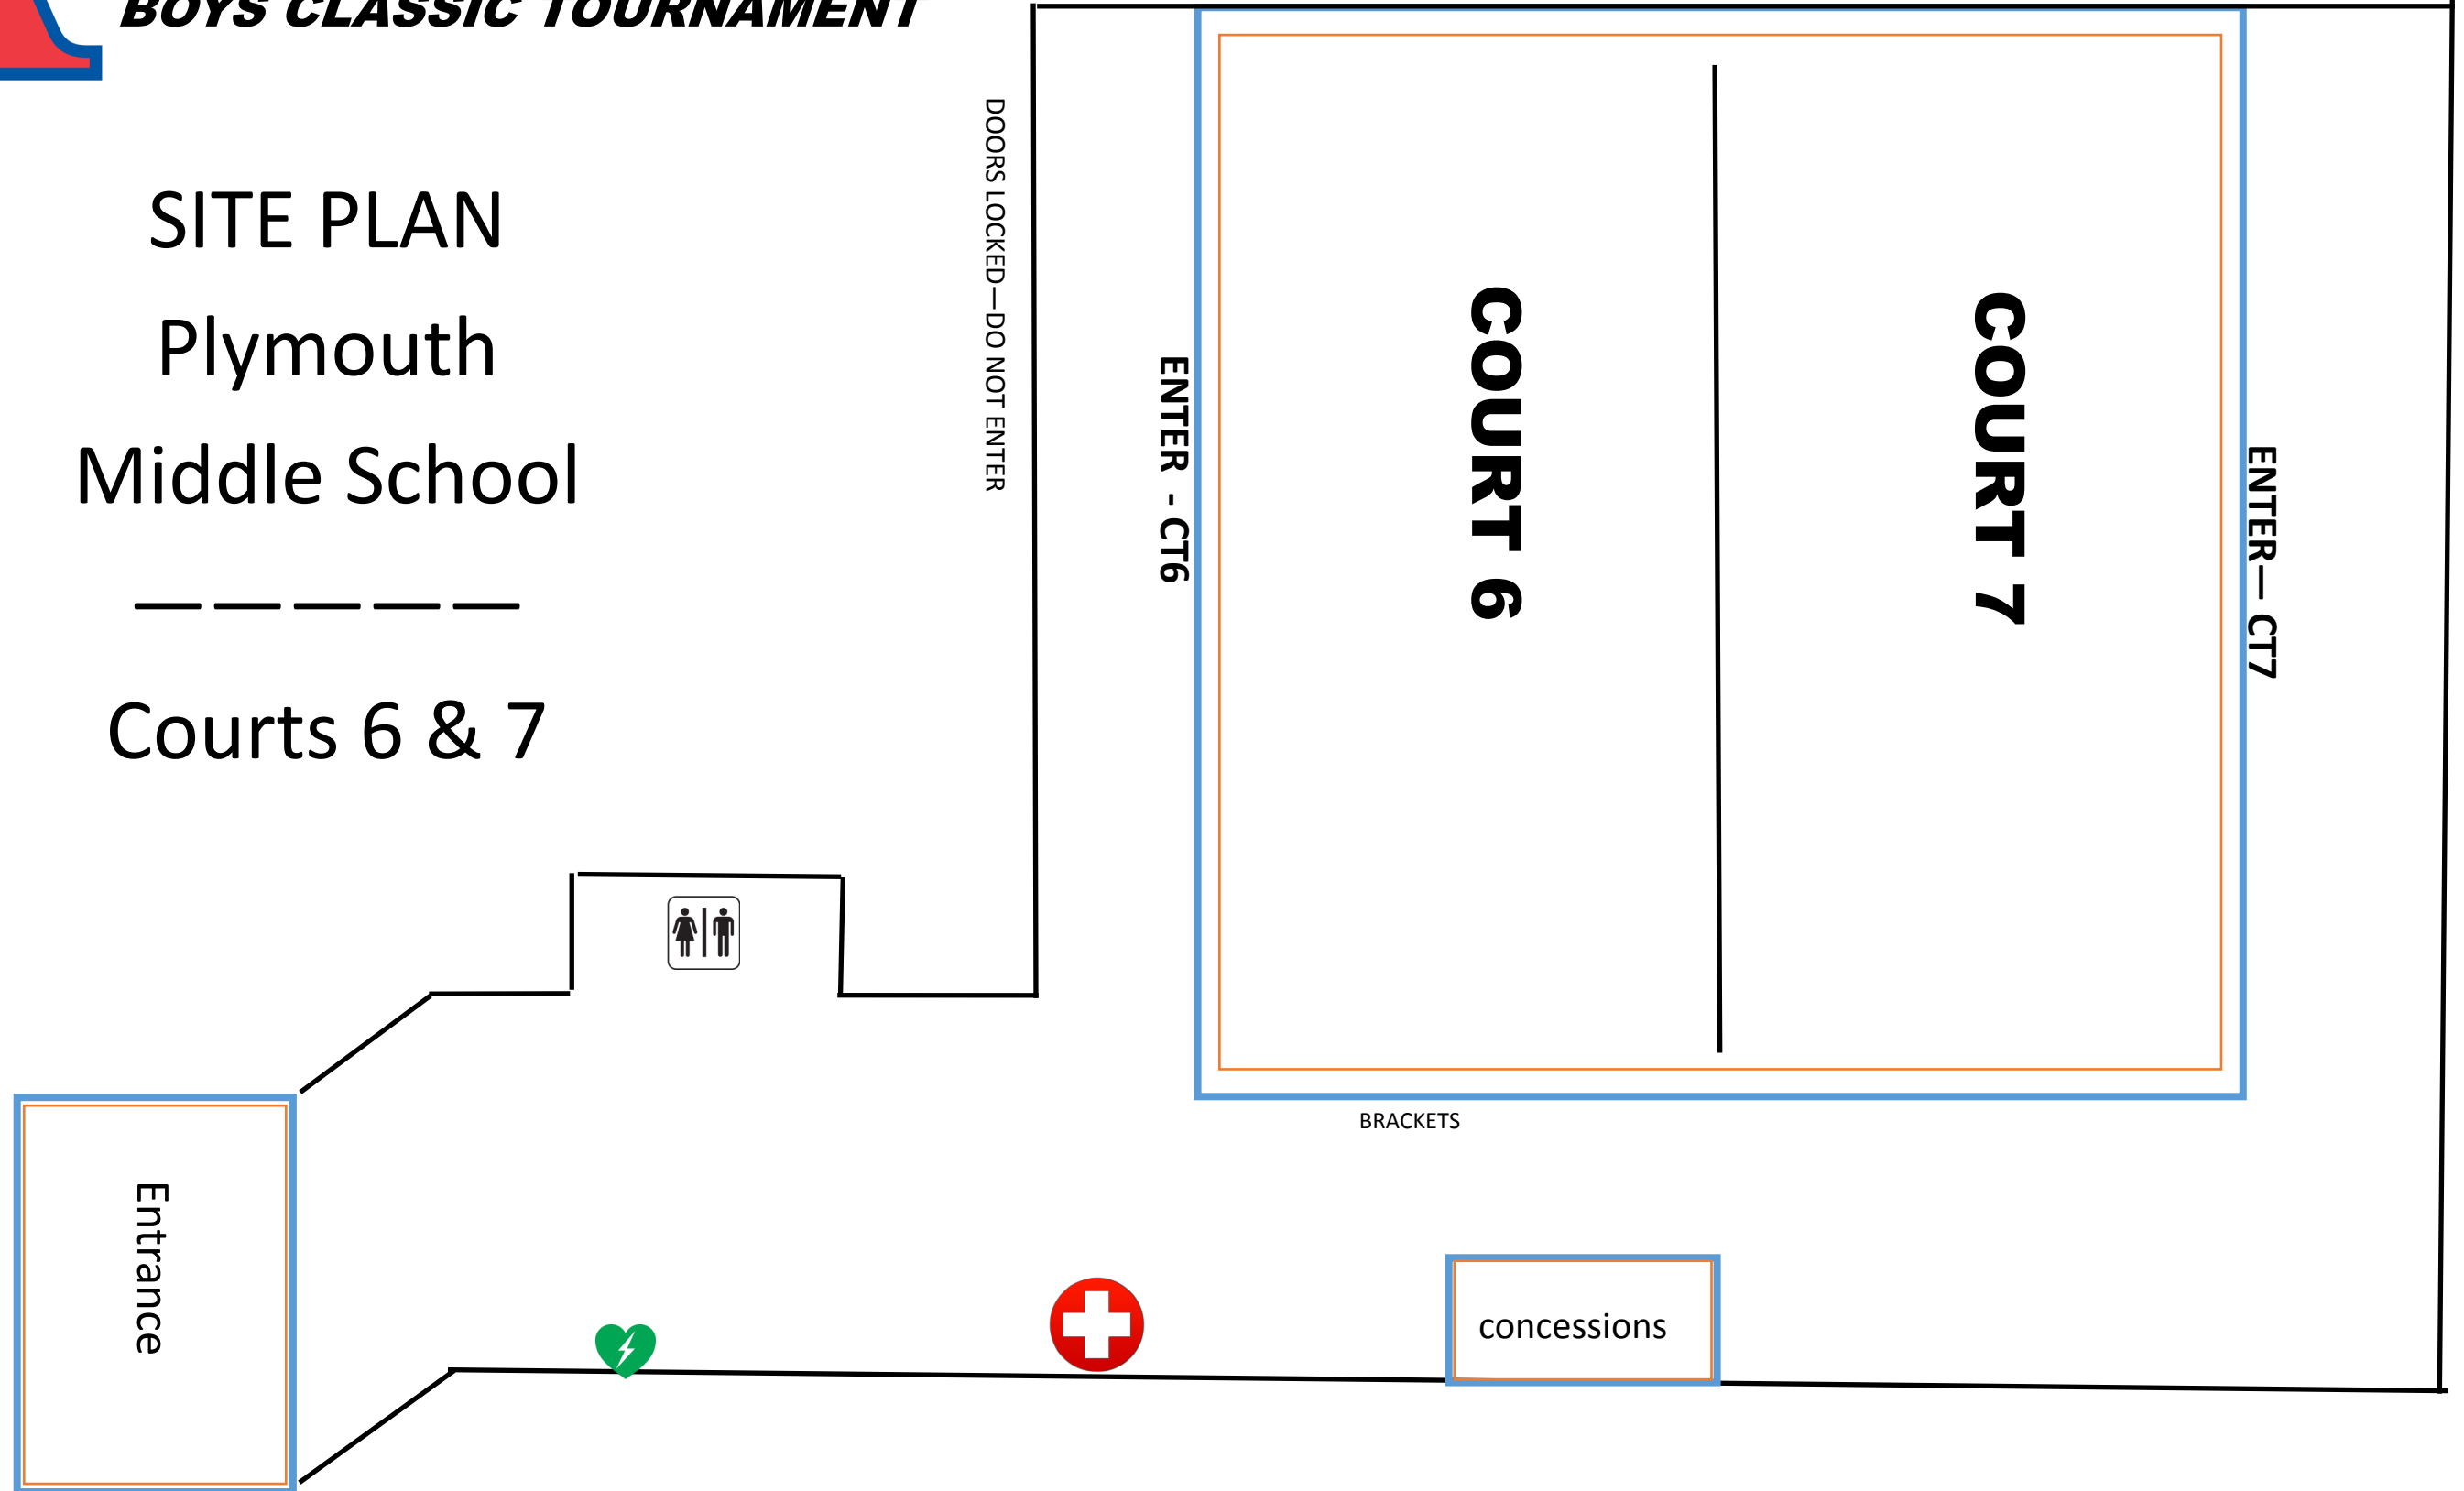 BOYS CLASSIC TOURNAMENT
SITE PLAN
Plymouth
Middle School
— — — — —
Courts 6 & 7
DOORS LOCKED—DO NOT ENTER
ENTER - CT6
COURT 6
COURT 7
ENTER— CT7
BRACKETS
Entrance
concessions